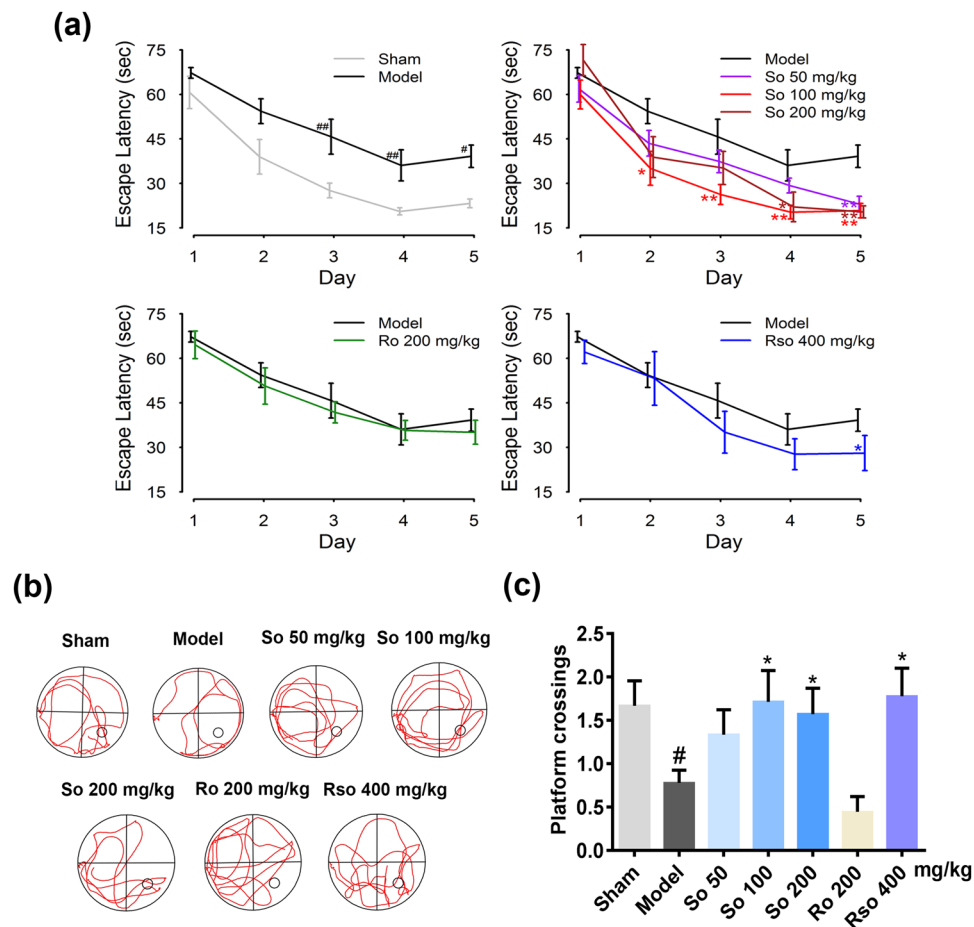 (a)
Escape Latency (sec)
75
60
45
30
15
Sham
Model
##
##
#
1 2 3 4 5
Day
Escape Latency (sec)
75
60
45
30
15
Model
So 50 mg/kg
So 100 mg/kg
So 200 mg/kg
*
**
*
**
**
**
**
1 2 3 4 5
Day
Escape Latency (sec)
75
60
45
30
15
Model
Ro 200 mg/kg
1 2 3 4 5
Day
Escape Latency (sec)
75
60
45
30
15
Model
Rso 400 mg/kg
*
1 2 3 4 5
Day
(b)
Sham Model So 50 mg/kg So 100 mg/kg
So 200 mg/kg Ro 200 mg/kg Rso 400 mg/kg
(c)
Platform crossings
2.5
2.0
1.5
1.0
0.5
0.0
#
*
*
*
Sham Model So 50 So 100 So 200 Ro 200 Rso 400 mg/kg